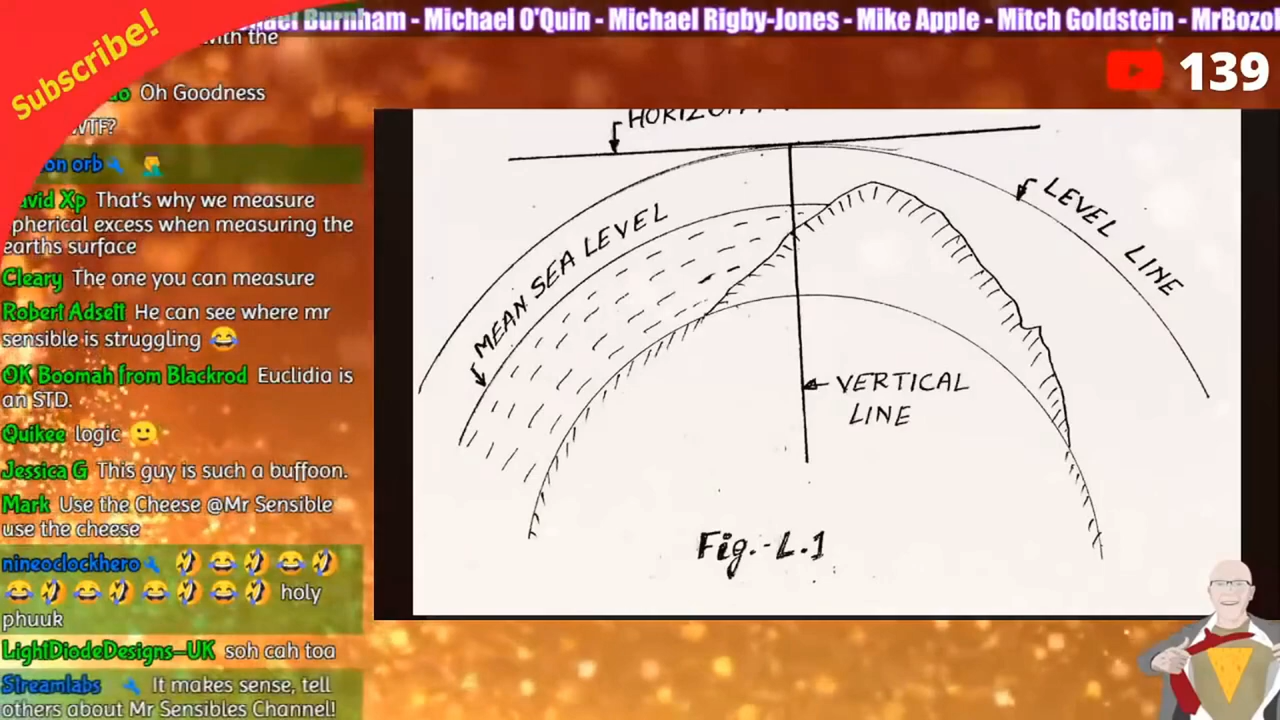 Burnham - Michael O'Quin - Michael Rigby-Jones - Mike Apple - Mitch Goldstein -
Subscribe!
with the
139
Oh Goodness
WTF?
orb
Xp That's why we measure
spherical excess when measuring the
earths surface
Cleary The one you can measure
Robert Adsett He can see where mr
sensible is struggling 😂
OK Boomah from Blackrod Euclidia is
an STD.
Quikee logic 🙂
Jessica G This guy is such a buffoon.
Mark Use the Cheese @Mr Sensible
use the cheese
nineoclockhero 🤣 😂 🤣 😂 🤣
😂 🤣 😂 🤣 😂 🤣 😂 🤣 holy
phuuk
LightDiodeDesigns-UK soh cah toa
Streamlabs It makes sense, tell
others about Mr Sensibles Channel!
LEVEL LINE
MEAN SEA LEVEL
VERTICAL
LINE
Fig.-L.1